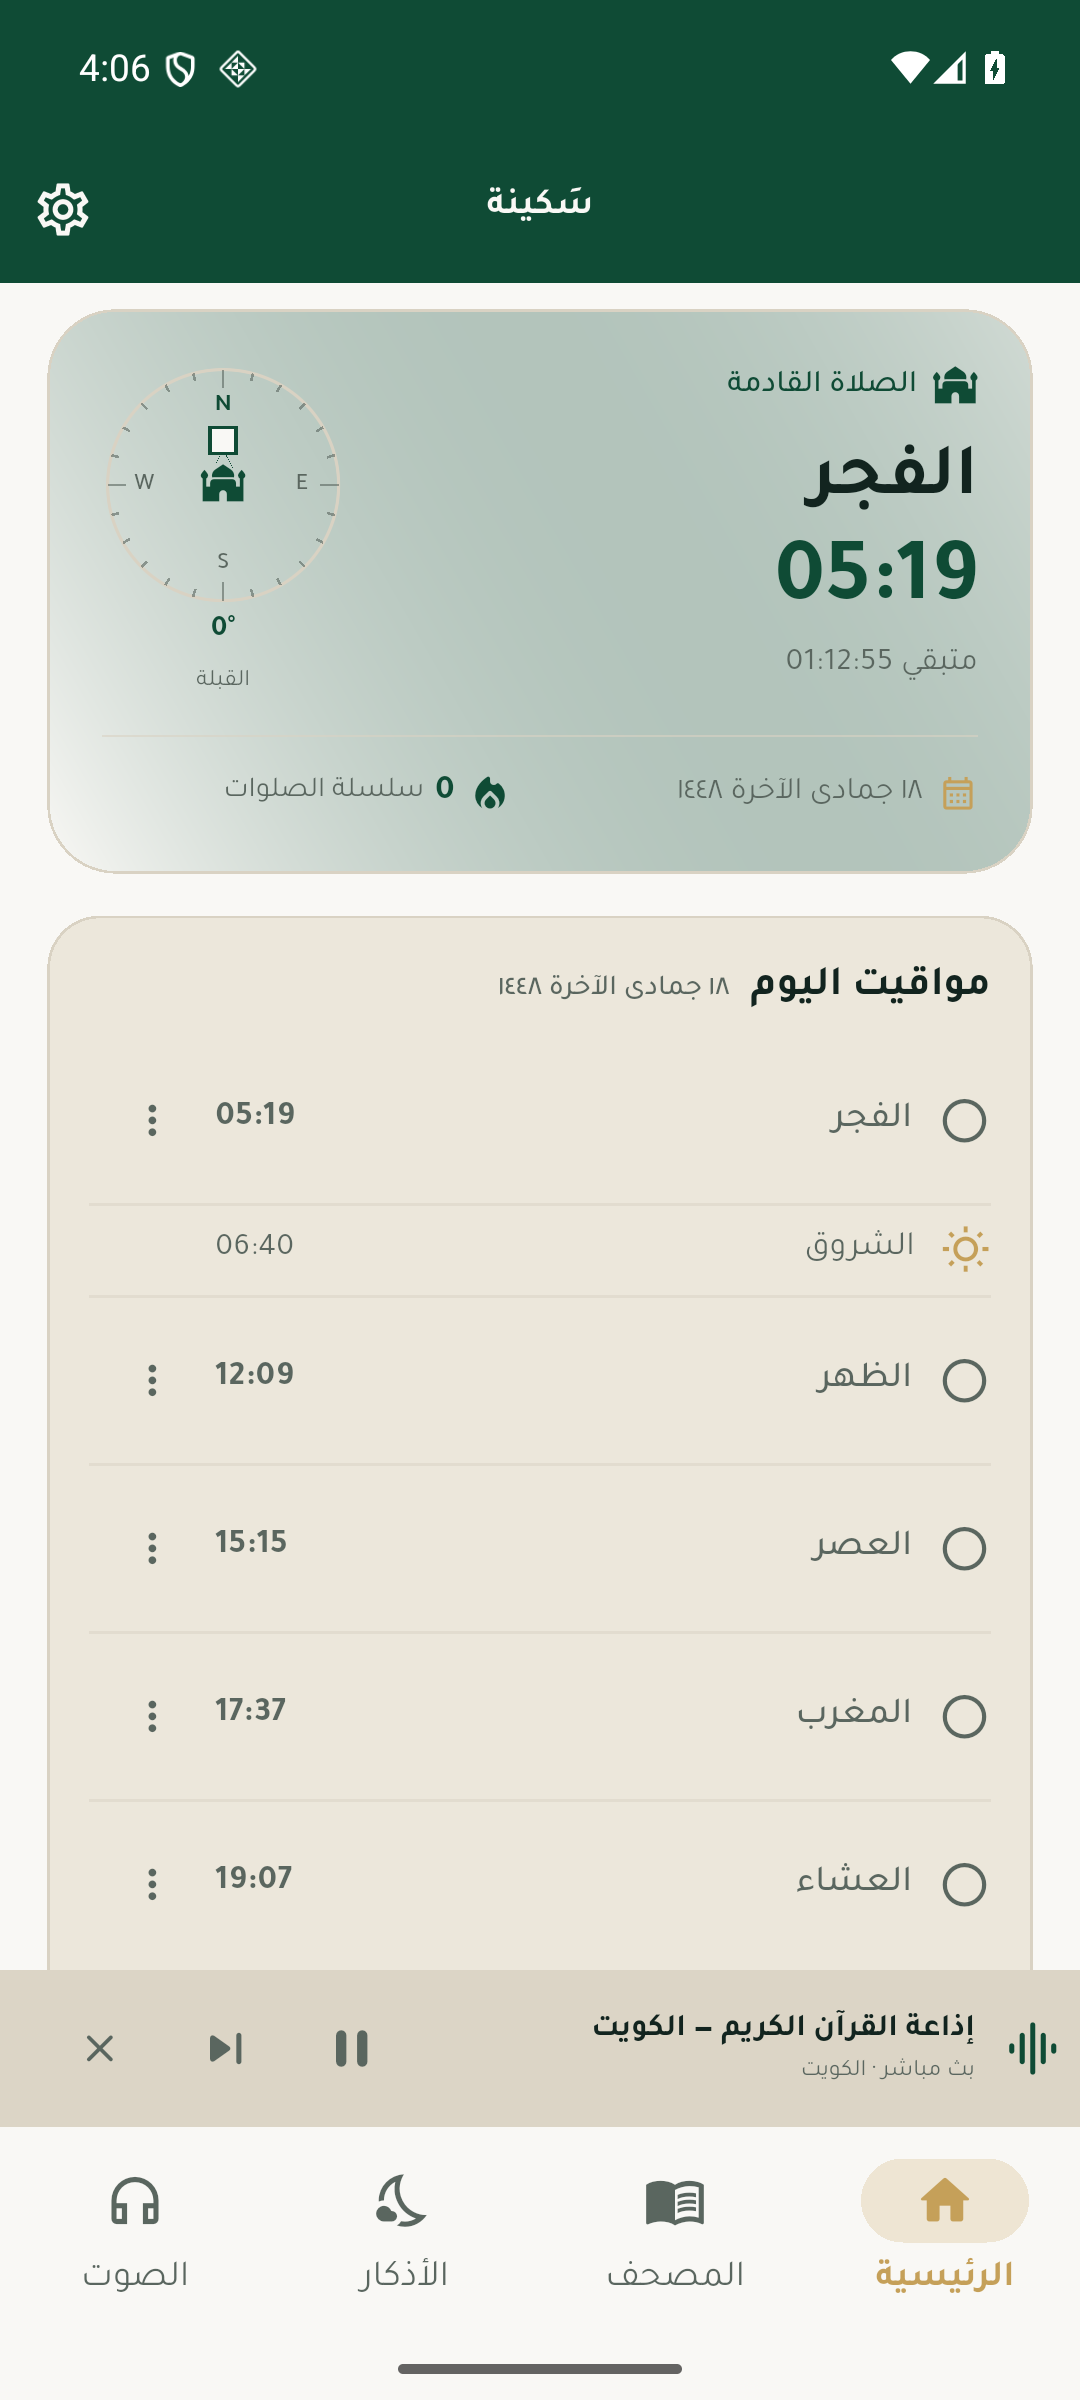 4:06
سَكينة
الصلاة القادمة
الفجر
05:19
متبقي 01:12:55
N
W
E
S
0°
القبلة
١٨ جمادى الآخرة ١٤٤٨
0 سلسلة الصلوات
مواقيت اليوم ١٨ جمادى الآخرة ١٤٤٨
الفجر 05:19
الشروق 06:40
الظهر 12:09
العصر 15:15
المغرب 17:37
العشاء 19:07
إذاعة القرآن الكريم – الكويت
بث مباشر · الكويت
الرئيسية
المصحف
الأذكار
الصوت